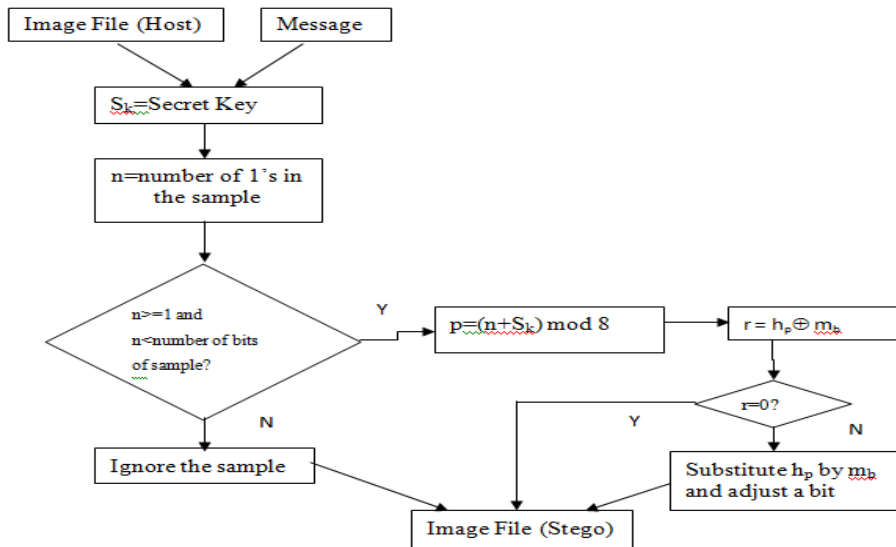 Image File (Host)
Message
Sk=Secret Key
n=number of 1’s in
the sample
n>=1 and
n<number of bits
of sample?
Y
p=(n+Sk) mod 8
r = hp⊕ mb
r=0?
Y
N
N
Ignore the sample
Substitute hp by mb
and adjust a bit
Image File (Stego)